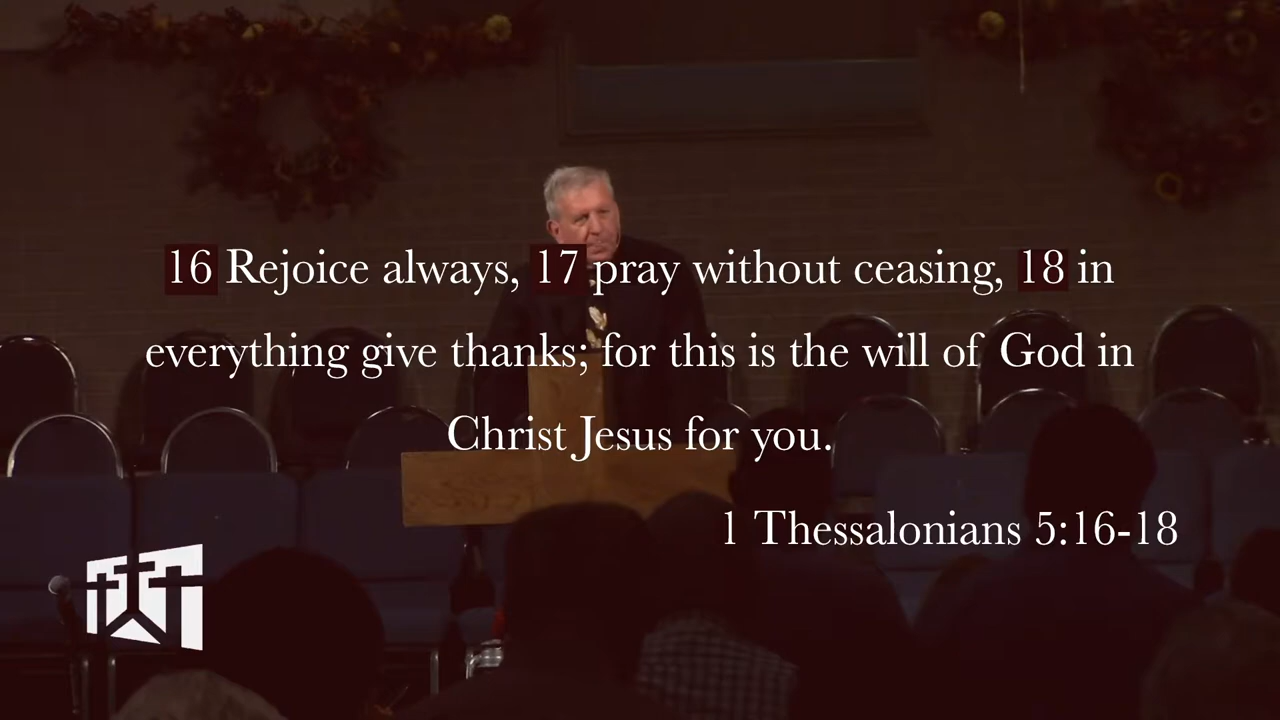 16 Rejoice always, 17 pray without ceasing, 18 in
everything give thanks; for this is the will of God in
Christ Jesus for you.
1 Thessalonians 5:16-18